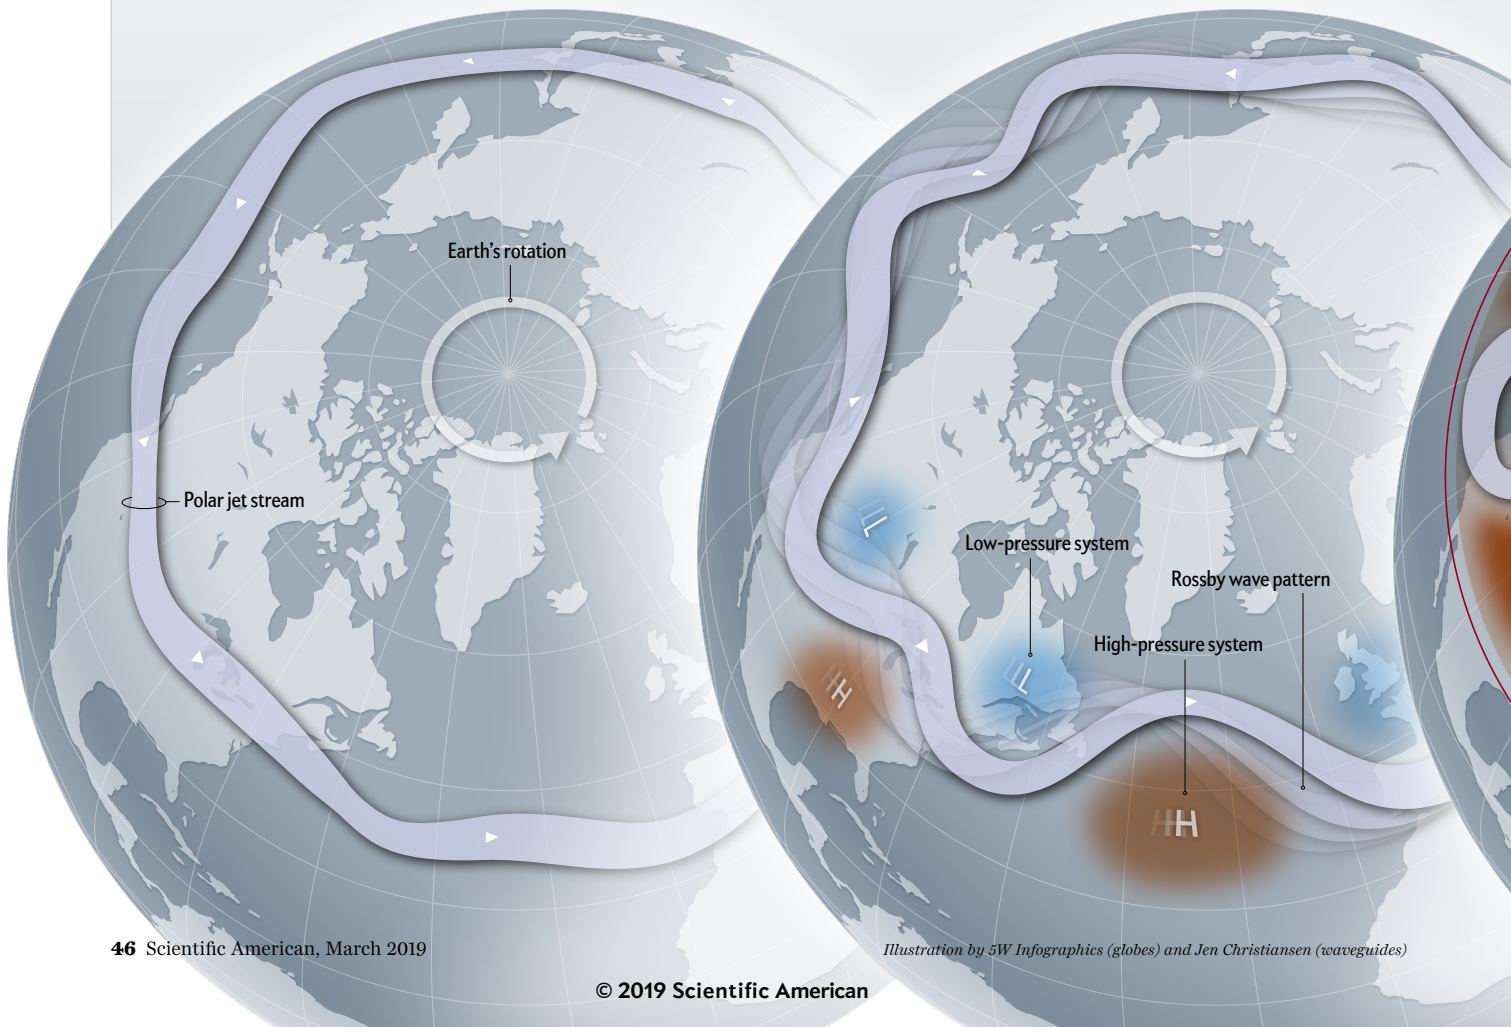 Earth's rotation
Polar jet stream
L
Low-pressure system
Rossby wave pattern
High-pressure system
H
L
H
46 Scientific American, March 2019
Illustration by 5W Infographics (globes) and Jen Christiansen (waveguides)
© 2019 Scientific American